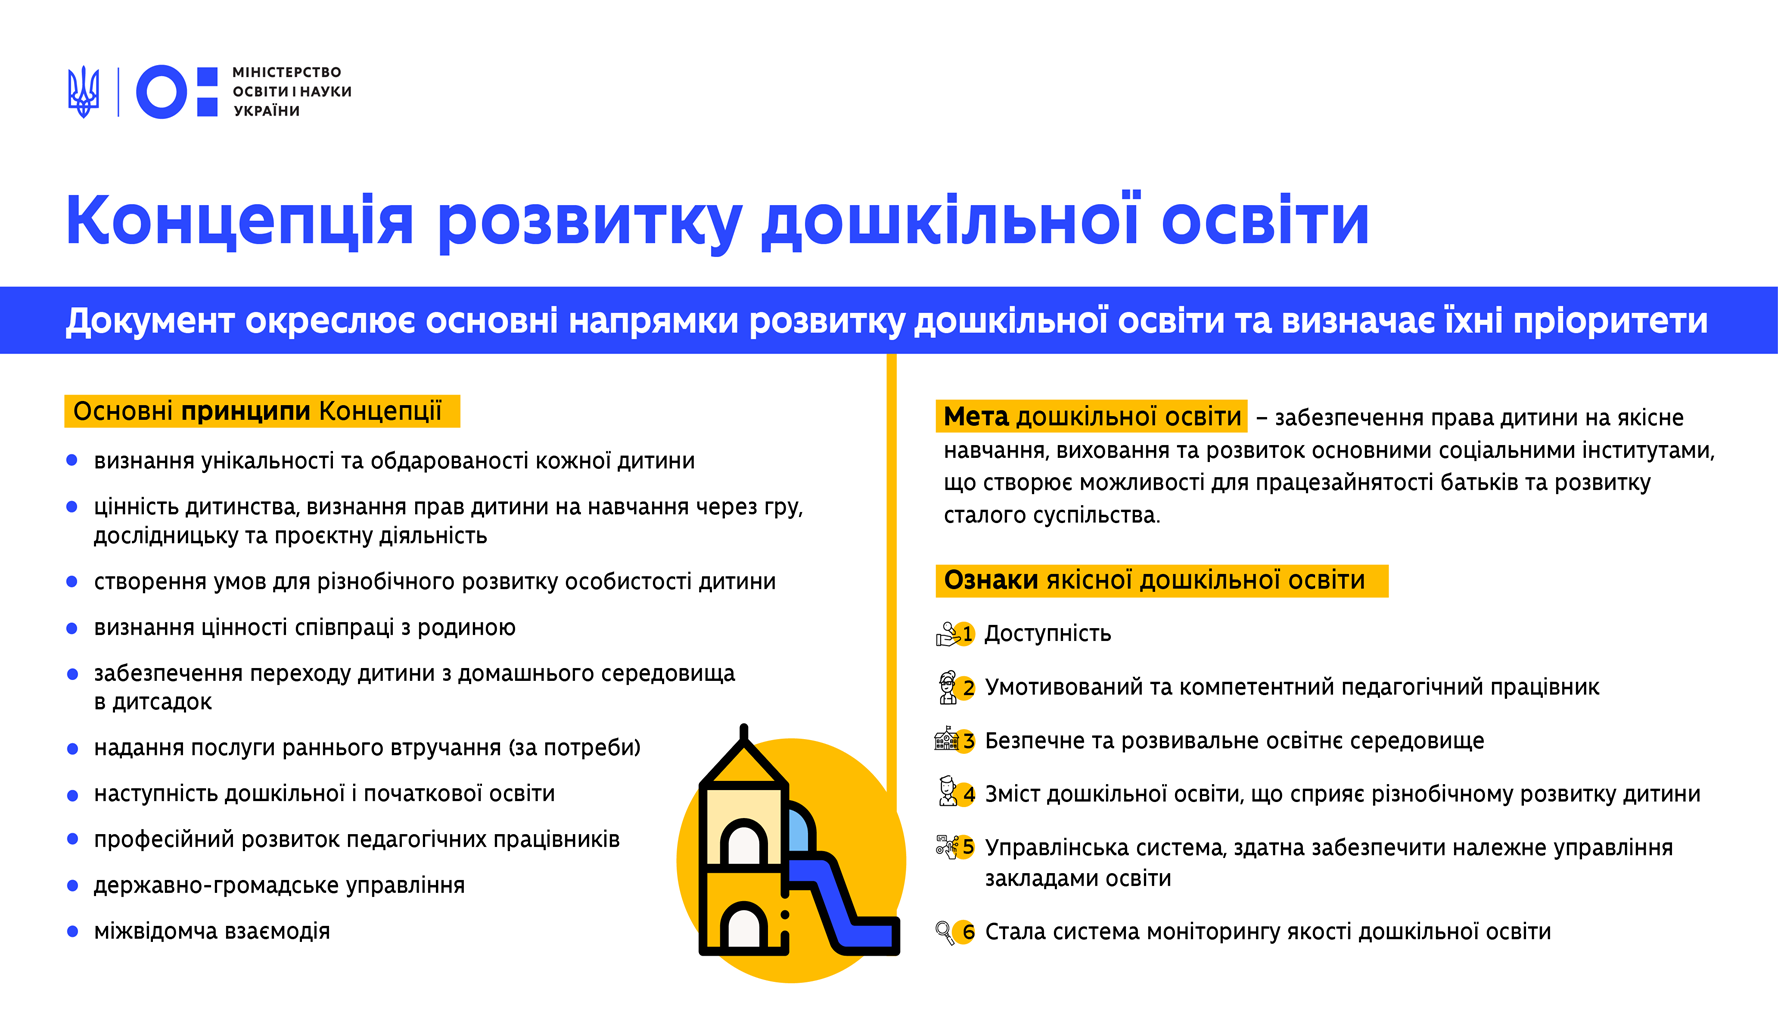 МІНІСТЕРСТВО
ОСВІТИ І НАУКИ
УКРАЇНИ
Концепція розвитку дошкільної освіти
Документ окреслює основні напрямки розвитку дошкільної освіти та визначає їхні пріоритети
Основні принципи Концепції
визнання унікальності та обдарованості кожної дитини
цінність дитинства, визнання прав дитини на навчання через гру,
дослідницьку та проєктну діяльність
створення умов для різнобічного розвитку особистості дитини
визнання цінності співпраці з родиною
забезпечення переходу дитини з домашнього середовища
в дитсадок
надання послуги раннього втручання (за потреби)
наступність дошкільної і початкової освіти
професійний розвиток педагогічних працівників
державно-громадське управління
міжвідомча взаємодія
Мета дошкільної освіти – забезпечення права дитини на якісне
навчання, виховання та розвиток основними соціальними інститутами,
що створює можливості для працезайнятості батьків та розвитку
сталого суспільства.
Ознаки якісної дошкільної освіти
1 Доступність
2 Умотивований та компетентний педагогічний працівник
3 Безпечне та розвивальне освітнє середовище
4 Зміст дошкільної освіти, що сприяє різнобічному розвитку дитини
5 Управлінська система, здатна забезпечити належне управління
закладами освіти
6 Стала система моніторингу якості дошкільної освіти